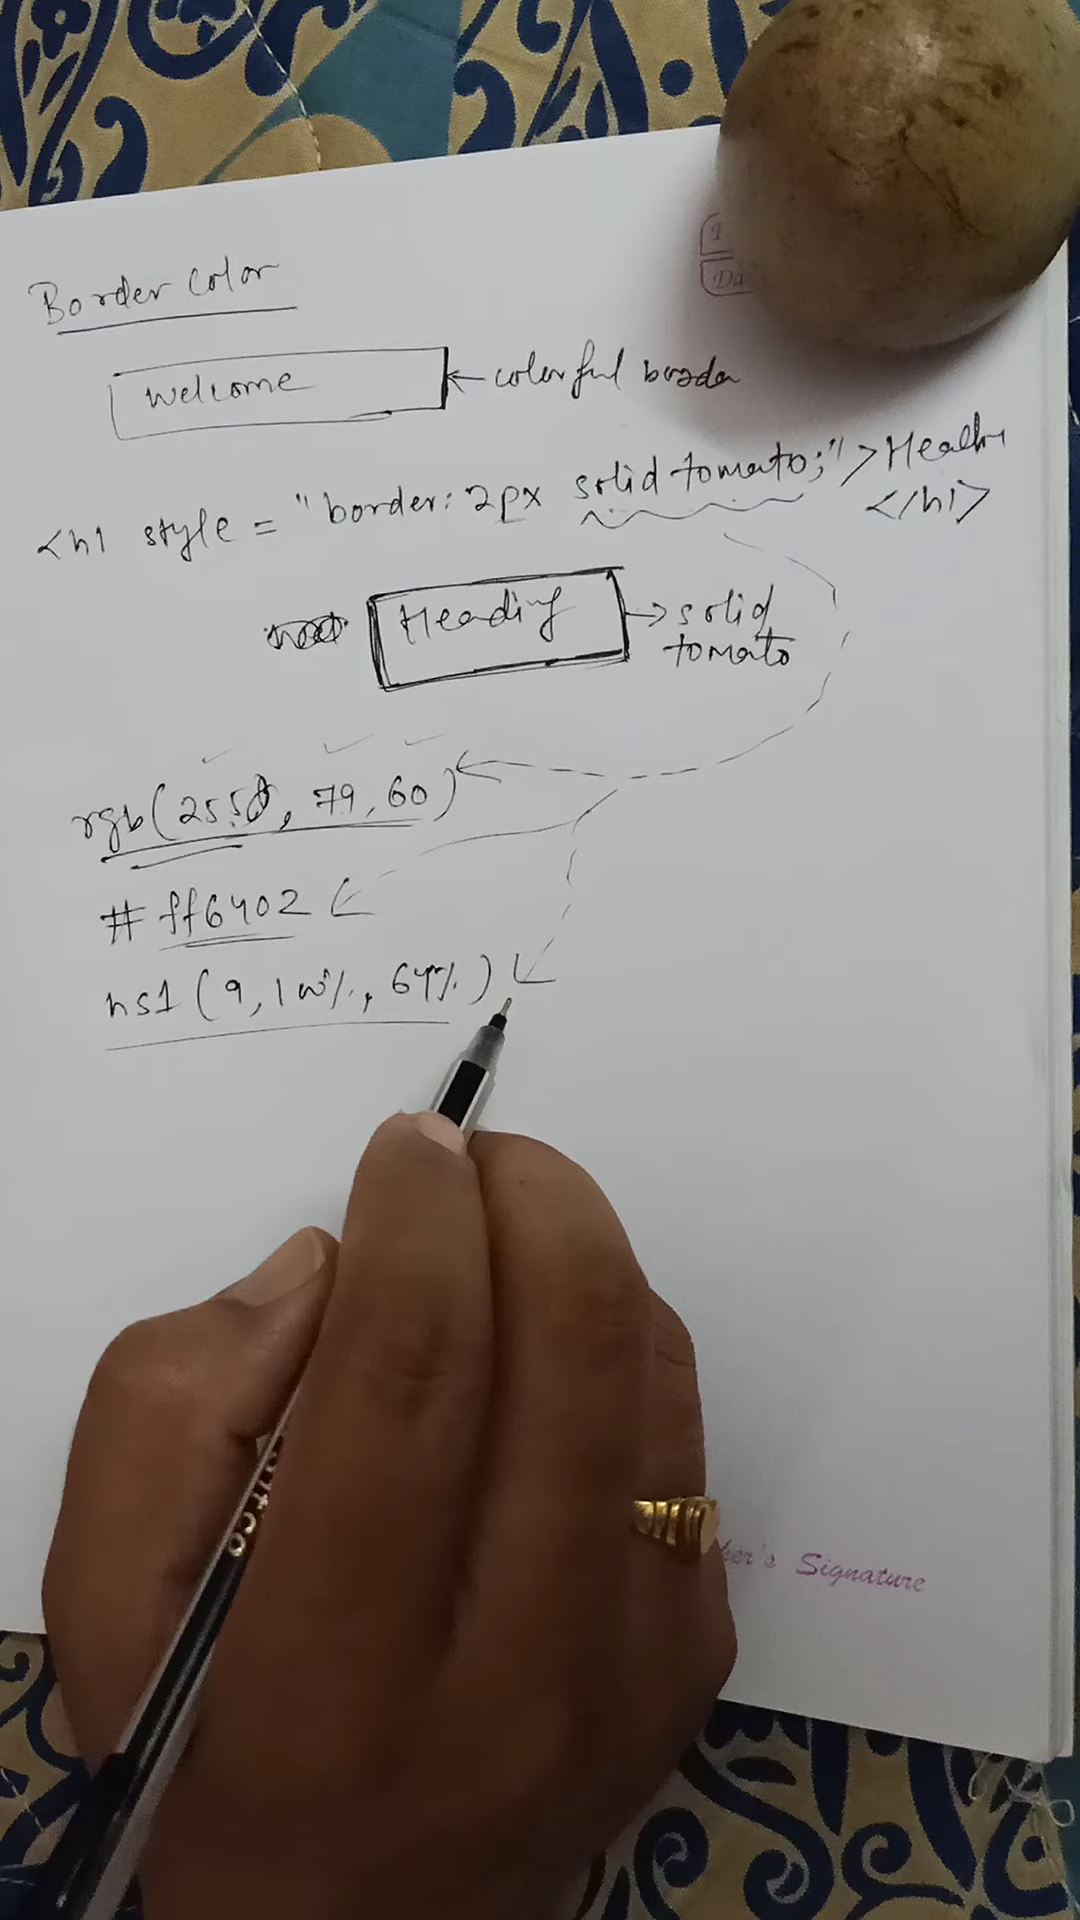 Border Color
Welcome
colorful border
<h1 style = "border: 2px solid tomato;" > Heading
</h1>
Heading
solid
tomato
rgb(255, 79, 60)
#ff6402
hsl(9, 100%, 64%)
Signature